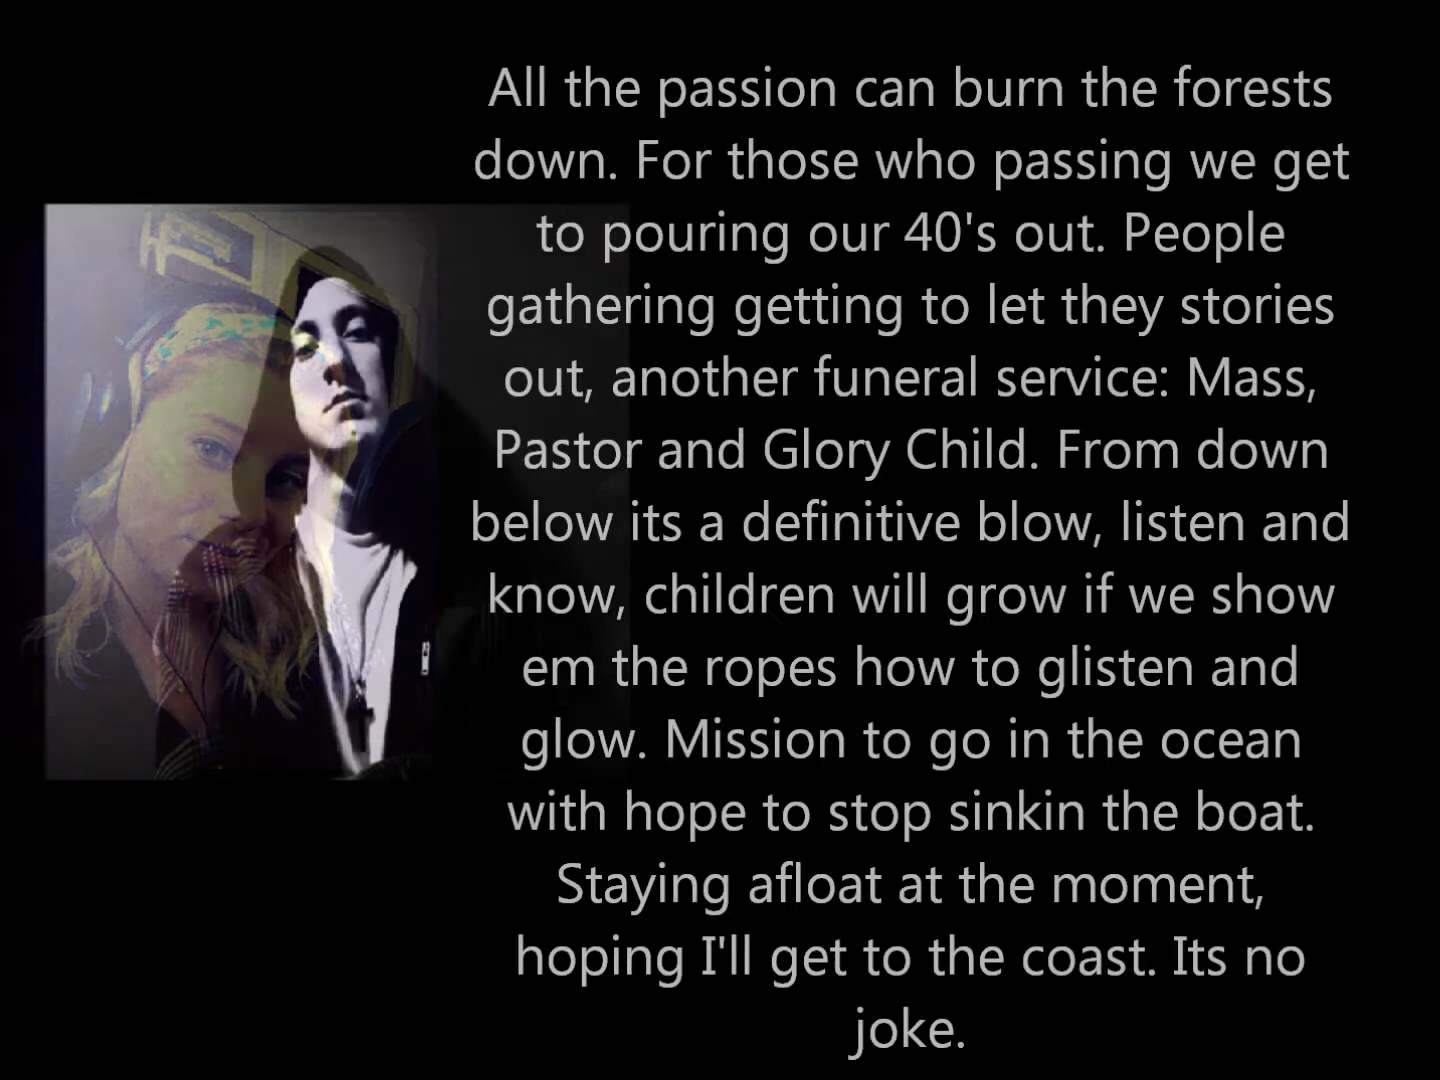 All the passion can burn the forests
down. For those who passing we get
to pouring our 40's out. People
gathering getting to let they stories
out, another funeral service: Mass,
Pastor and Glory Child. From down
below its a definitive blow, listen and
know, children will grow if we show
em the ropes how to glisten and
glow. Mission to go in the ocean
with hope to stop sinkin the boat.
Staying afloat at the moment,
hoping I'll get to the coast. Its no
joke.